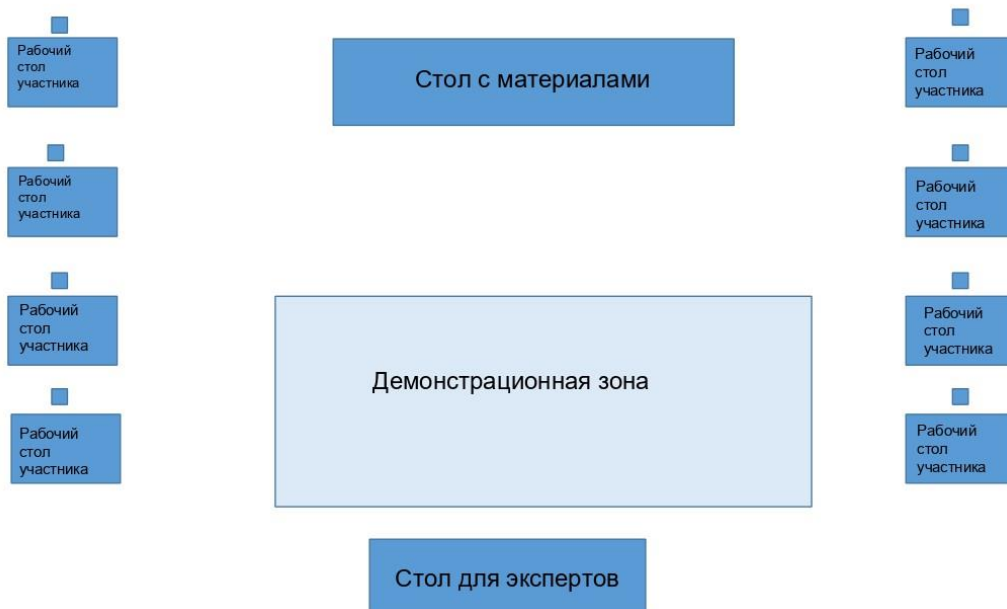 Рабочий
стол
участника
Стол с материалами
Рабочий
стол
участника
Рабочий
стол
участника
Рабочий
стол
участника
Рабочий
стол
участника
Демонстрационная зона
Рабочий
стол
участника
Рабочий
стол
участника
Рабочий
стол
участника
Стол для экспертов